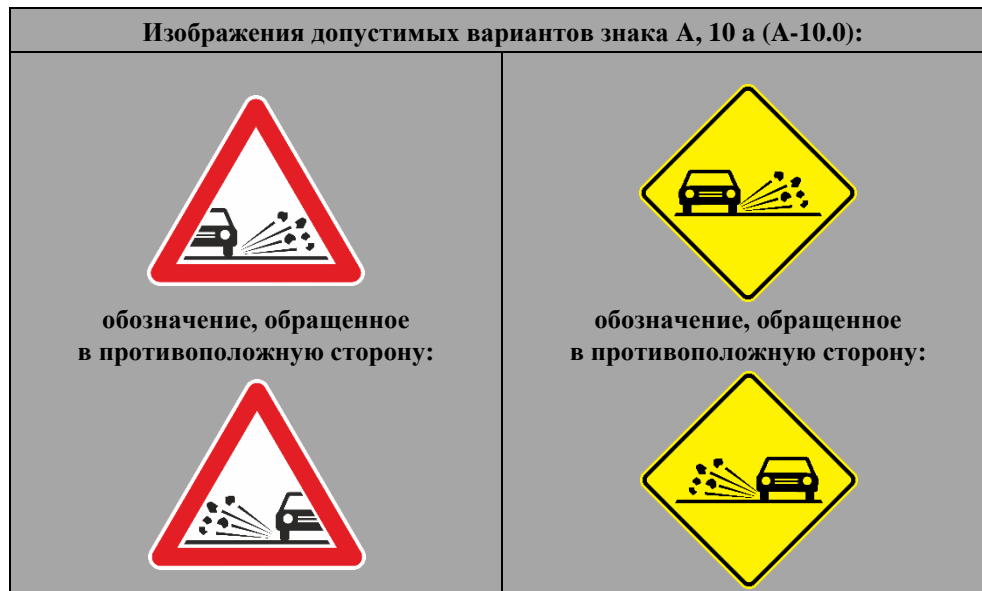 Изображения допустимых вариантов знака A, 10 a (A-10.0):
обозначение, обращенное
в противоположную сторону:
обозначение, обращенное
в противоположную сторону: